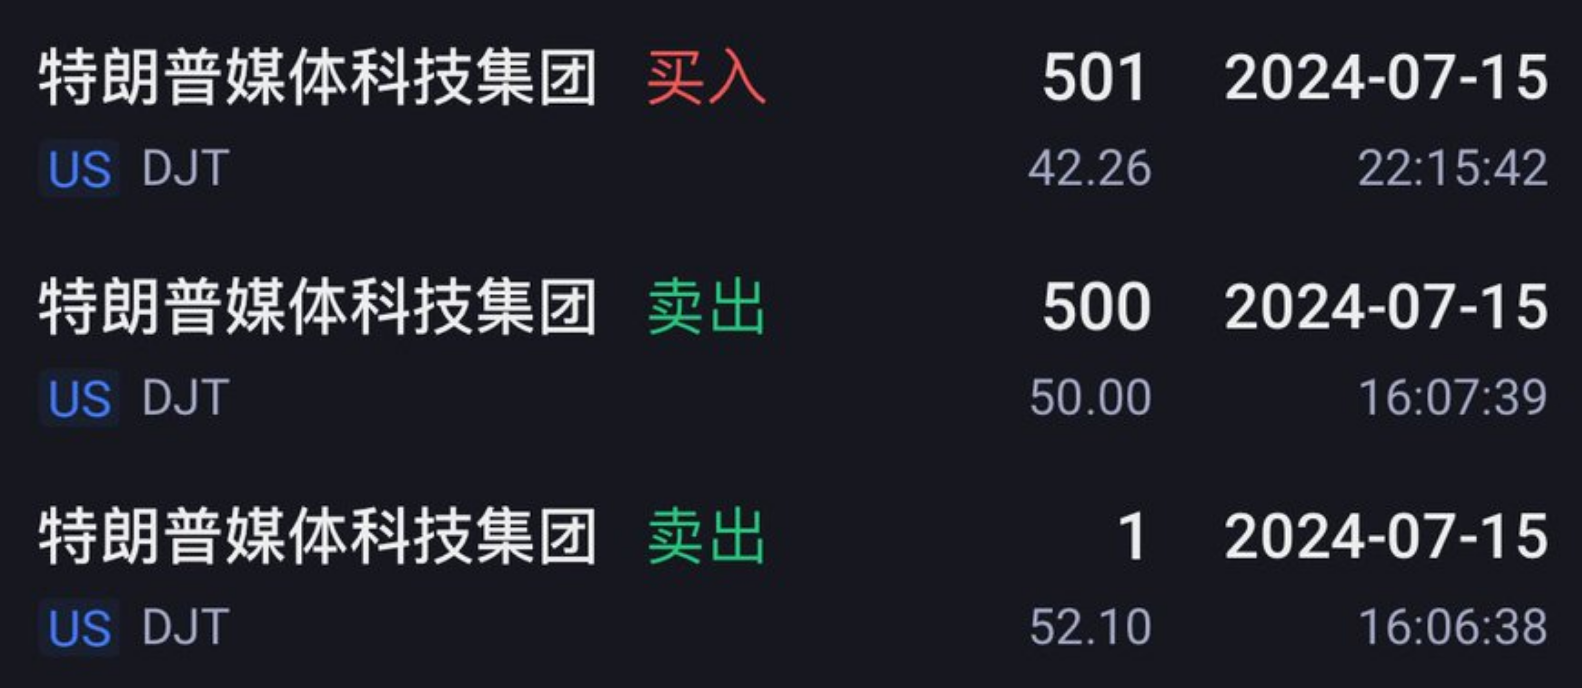 特朗普媒体科技集团 买入 501 2024-07-15
US DJT 42.26 22:15:42
特朗普媒体科技集团 卖出 500 2024-07-15
US DJT 50.00 16:07:39
特朗普媒体科技集团 卖出 1 2024-07-15
US DJT 52.10 16:06:38